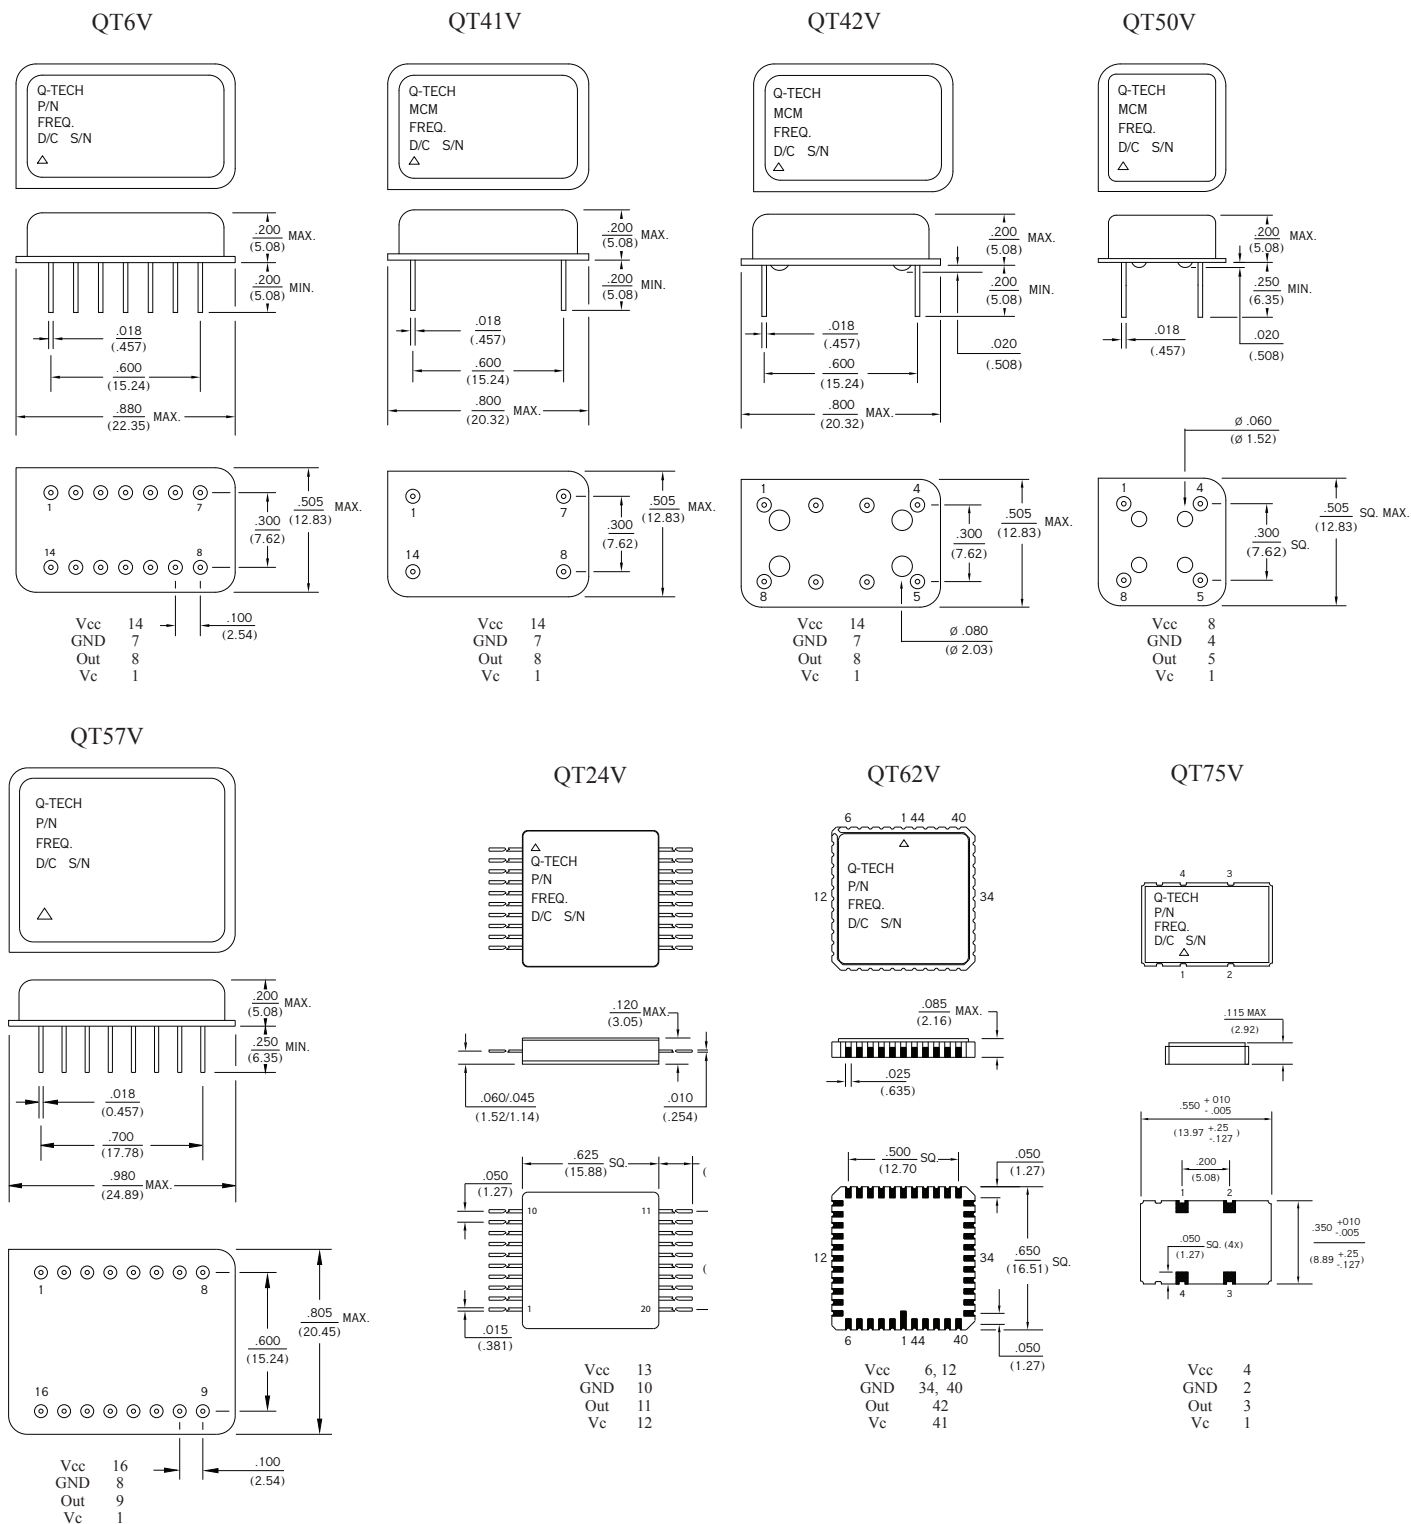 QT6V
Q-TECH
P/N
FREQ.
D/C S/N
.200
(5.08)
MAX.
.200
(5.08)
MIN.
.018
(.457)
.600
(15.24)
.880
(22.35)
MAX.
1
7
14
8
.300
(7.62)
.505
(12.83)
MAX.
.100
(2.54)
Vcc 14
GND 7
Out 8
Vc 1
QT41V
Q-TECH
MCM
FREQ.
D/C S/N
.200
(5.08)
MAX.
.200
(5.08)
MIN.
.018
(.457)
.600
(15.24)
.800
(20.32)
MAX.
1
7
14
8
.300
(7.62)
.505
(12.83)
MAX.
Vcc 14
GND 7
Out 8
Vc 1
QT42V
Q-TECH
MCM
FREQ.
D/C S/N
.200
(5.08)
MAX.
.200
(5.08)
MIN.
.018
(.457)
.020
(.508)
.600
(15.24)
.800
(20.32)
MAX.
1
4
8
5
.300
(7.62)
.505
(12.83)
MAX.
Ø .080
(Ø 2.03)
Vcc 14
GND 7
Out 8
Vc 1
QT50V
Q-TECH
MCM
FREQ.
D/C S/N
.200
(5.08)
MAX.
.250
(6.35)
MIN.
.018
(.457)
.020
(.508)
Ø .060
(Ø 1.52)
1
4
8
5
.300
(7.62)
SQ.
.505
(12.83)
SQ. MAX.
Vcc 8
GND 4
Out 5
Vc 1
QT57V
Q-TECH
P/N
FREQ.
D/C S/N
.200
(5.08)
MAX.
.250
(6.35)
MIN.
.018
(0.457)
.700
(17.78)
.980
(24.89)
MAX.
1
8
16
9
.600
(15.24)
.805
(20.45)
MAX.
.100
(2.54)
Vcc 16
GND 8
Out 9
Vc 1
QT24V
Q-TECH
P/N
FREQ.
D/C S/N
.120
(3.05)
MAX.
.060/.045
(1.52/1.14)
.010
(.254)
.625
(15.88)
SQ.
(
.050
(1.27)
10
11
(
1
20
.015
(.381)
Vcc 13
GND 10
Out 11
Vc 12
QT62V
6 1 44 40
12
34
Q-TECH
P/N
FREQ.
D/C S/N
.085
(2.16)
MAX.
.025
(.635)
.500
(12.70
SQ.
.050
(1.27)
12
34
.650
(16.51)
SQ.
6 1 44 40
.050
(1.27)
Vcc 6, 12
GND 34, 40
Out 42
Vc 41
QT75V
4 3
Q-TECH
P/N
FREQ.
D/C S/N
1 2
.115 MAX
(2.92)
.550 +010 -.005
(13.97 +.25 -.127 )
.200
(5.08)
1 2
.050
(1.27)
SQ. (4X)
.350 +010 -.005
(8.89 +.25 -.127)
4 3
Vcc 4
GND 2
Out 3
Vc 1